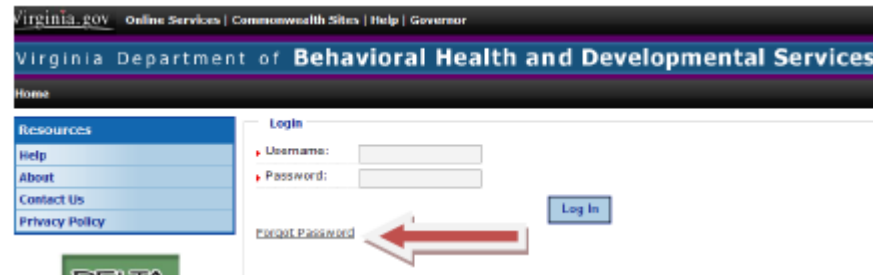 Virginia.gov Online Services | Commonwealth Sites | Help | Governor
Virginia Department of Behavioral Health and Developmental Services
Home
Resources
Help
About
Contact Us
Privacy Policy
Login
Username:
Password:
Log In
Forgot Password
DELTA